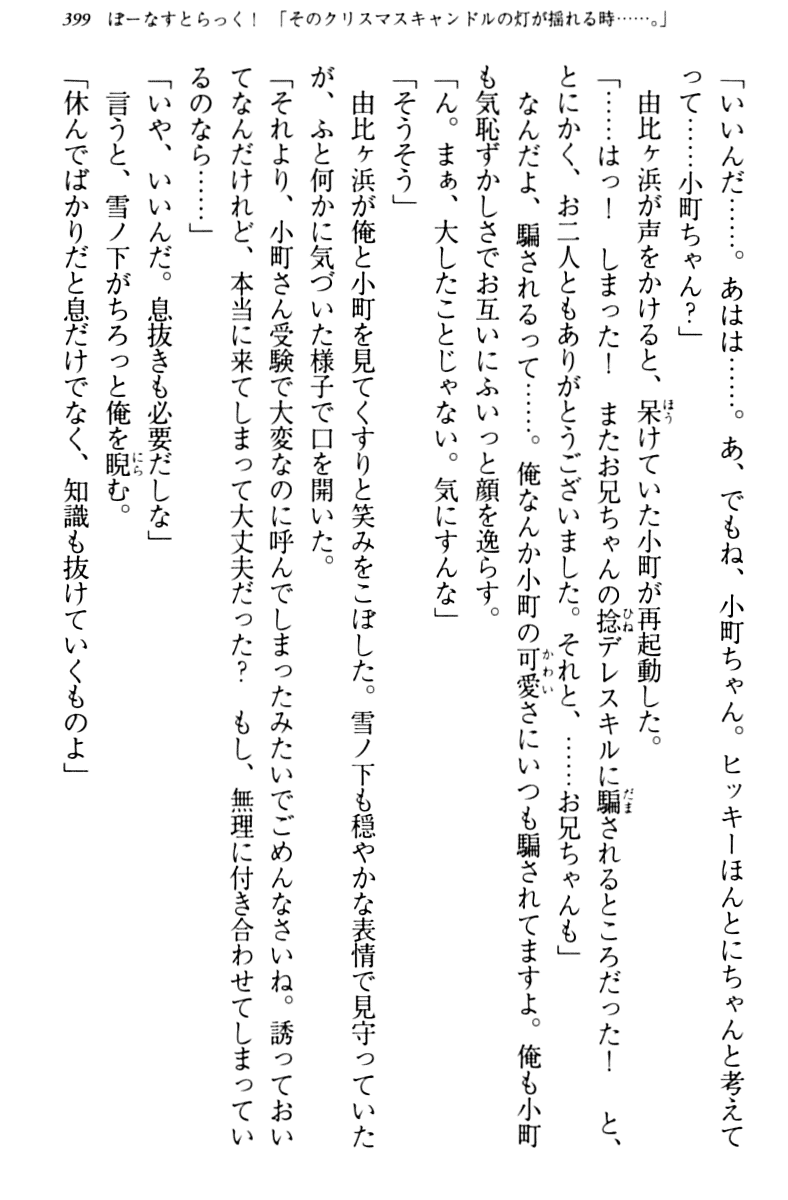 399　ぼーなすとらっく！　「そのクリスマスキャンドルの灯が揺れる時……。」
「いいんだ……。あはは……。あ、でもね、小町ちゃん。ヒッキーほんとにちゃんと考えて
って……小町ちゃん？」
　由比ヶ浜が声をかけると、呆けていた小町が再起動した。
「……はっ！　しまった！　またお兄ちゃんの捻デレスキルに騙されるところだった！　と、
とにかく、お二人ともありがとうございました。それと、……お兄ちゃんも」
　なんだよ、騙されるって……。俺なんか小町の可愛さにいつも騙されてますよ。俺も小町
も気恥ずかしさでお互いにふいっと顔を逸らす。
「ん。まぁ、大したことじゃない。気にすんな」
「そうそう」
　由比ヶ浜が俺と小町を見てくすりと笑みをこぼした。雪ノ下も穏やかな表情で見守っていた
が、ふと何かに気づいた様子で口を開いた。
「それより、小町さん受験で大変なのに呼んでしまったみたいでごめんなさいね。誘っておい
てなんだけれど、本当に来てしまって大丈夫だった？　もし、無理に付き合わせてしまってい
るのなら……」
「いや、いいんだ。息抜きも必要だしな」
　言うと、雪ノ下がちろっと俺を睨む。
「休んでばかりだと息だけでなく、知識も抜けていくものよ」